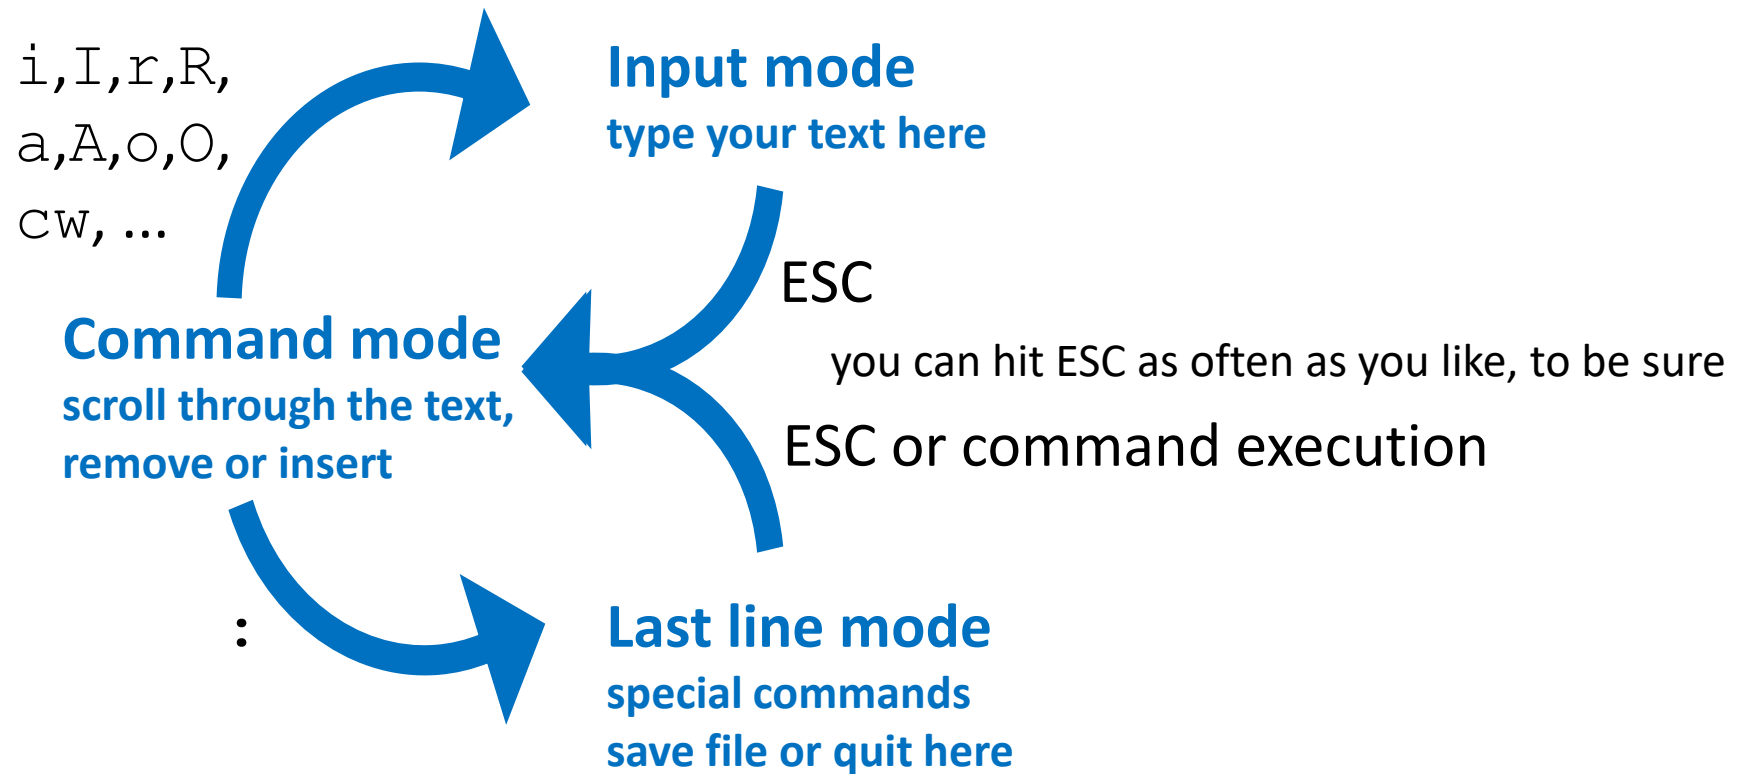 i,I,r,R,
a,A,o,O,
cw, ...
Input mode
type your text here
ESC
Command mode
scroll through the text,
remove or insert
you can hit ESC as often as you like, to be sure
ESC or command execution
:
Last line mode
special commands
save file or quit here